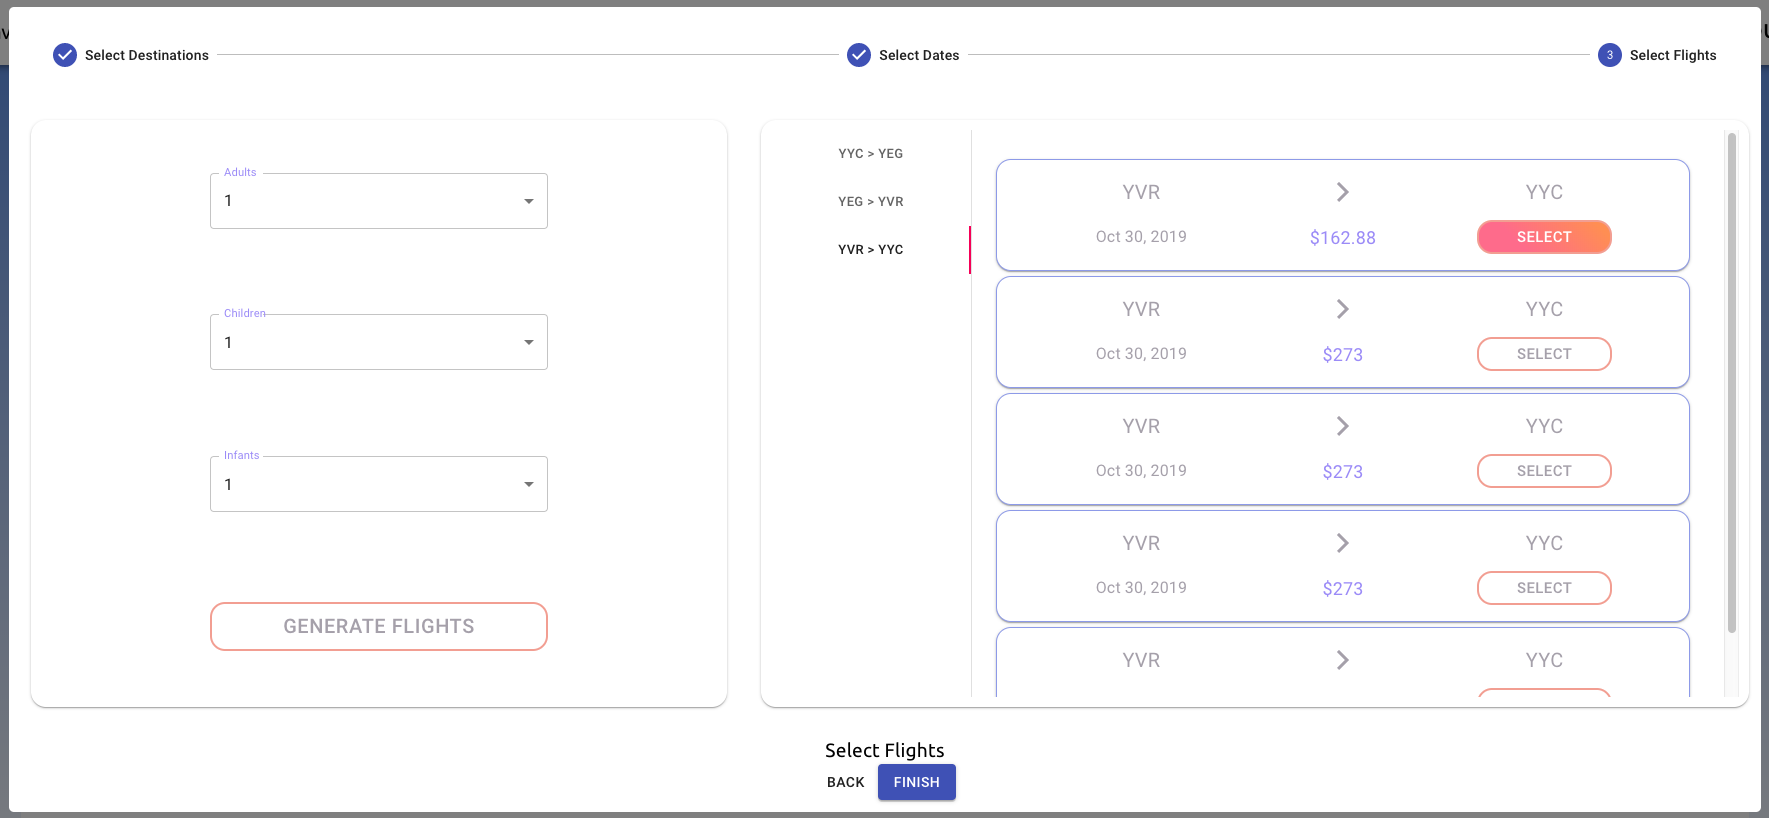 Select Destinations
Select Dates
3 Select Flights
Adults
1
Children
1
Infants
1
GENERATE FLIGHTS
YYC > YEG
YEG > YVR
YVR > YYC
YVR YYC
Oct 30, 2019 $162.88 SELECT
YVR YYC
Oct 30, 2019 $273 SELECT
YVR YYC
Oct 30, 2019 $273 SELECT
YVR YYC
Oct 30, 2019 $273 SELECT
YVR YYC
Select Flights
BACK FINISH